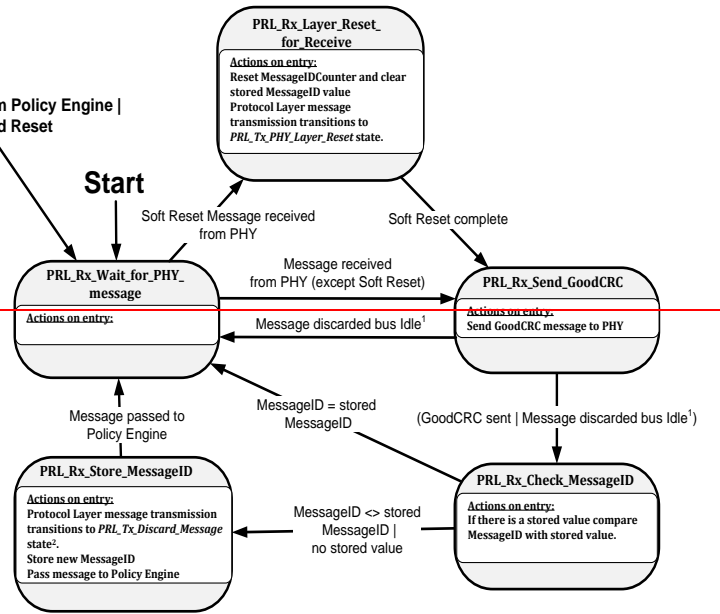 PRL_Rx_Layer_Reset_
for_Receive
Actions on entry:
Reset MessageIDCounter and clear
stored MessageID value
Protocol Layer message
transmission transitions to
PRL_Tx_PHY_Layer_Reset state.
Policy Engine |
Reset
Start
Soft Reset Message received
from PHY
Soft Reset complete
PRL_Rx_Wait_for_PHY_
message
Actions on entry:
Message received
from PHY (except Soft Reset)
PRL_Rx_Send_GoodCRC
Actions on entry:
Send GoodCRC message to PHY
Message discarded bus Idle¹
Message passed to
Policy Engine
MessageID = stored
MessageID
(GoodCRC sent | Message discarded bus Idle¹)
PRL_Rx_Store_MessageID
Actions on entry:
Protocol Layer message transmission
transitions to PRL_Tx_Discard_Message
state².
Store new MessageID
Pass message to Policy Engine
MessageID <> stored
MessageID |
no stored value
PRL_Rx_Check_MessageID
Actions on entry:
If there is a stored value compare
MessageID with stored value.